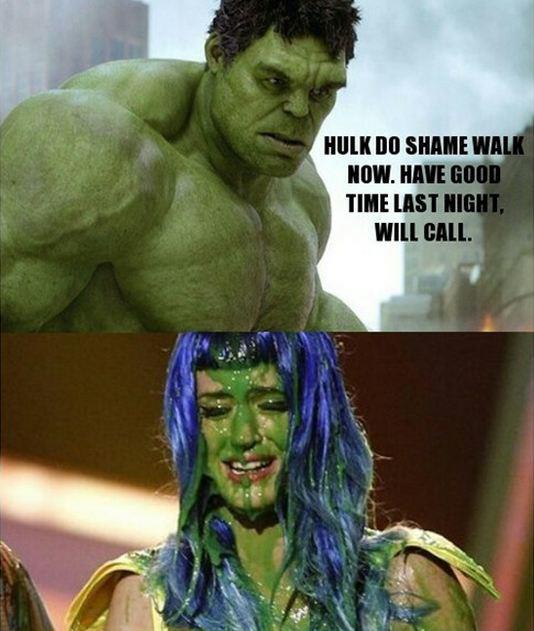 HULK DO SHAME WALK
NOW. HAVE GOOD
TIME LAST NIGHT,
WILL CALL.